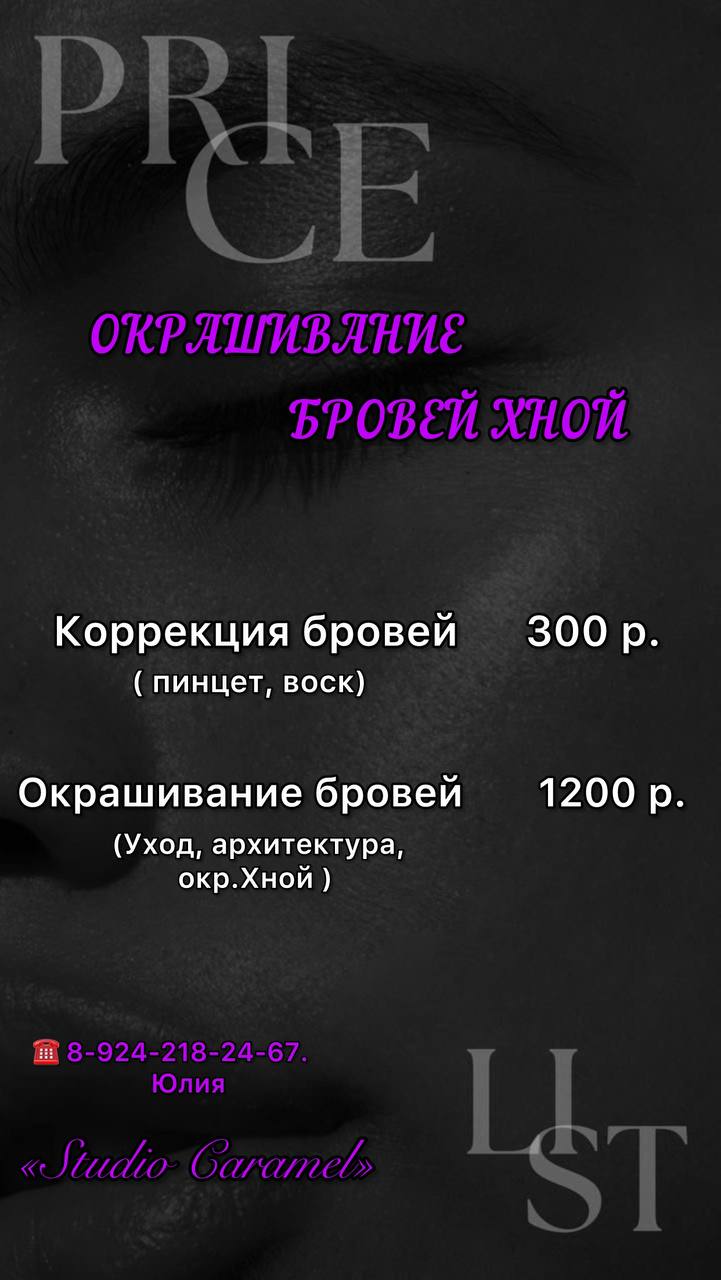 PRI
CE
ОКРАШИВАНИЕ
БРОВЕЙ ХНОЙ
Коррекция бровей 300 р.
( пинцет, воск)
Окрашивание бровей 1200 р.
(Уход, архитектура,
окр.Хной )
☎️8-924-218-24-67.
Юлия
«Studio Caramel»
LI
ST